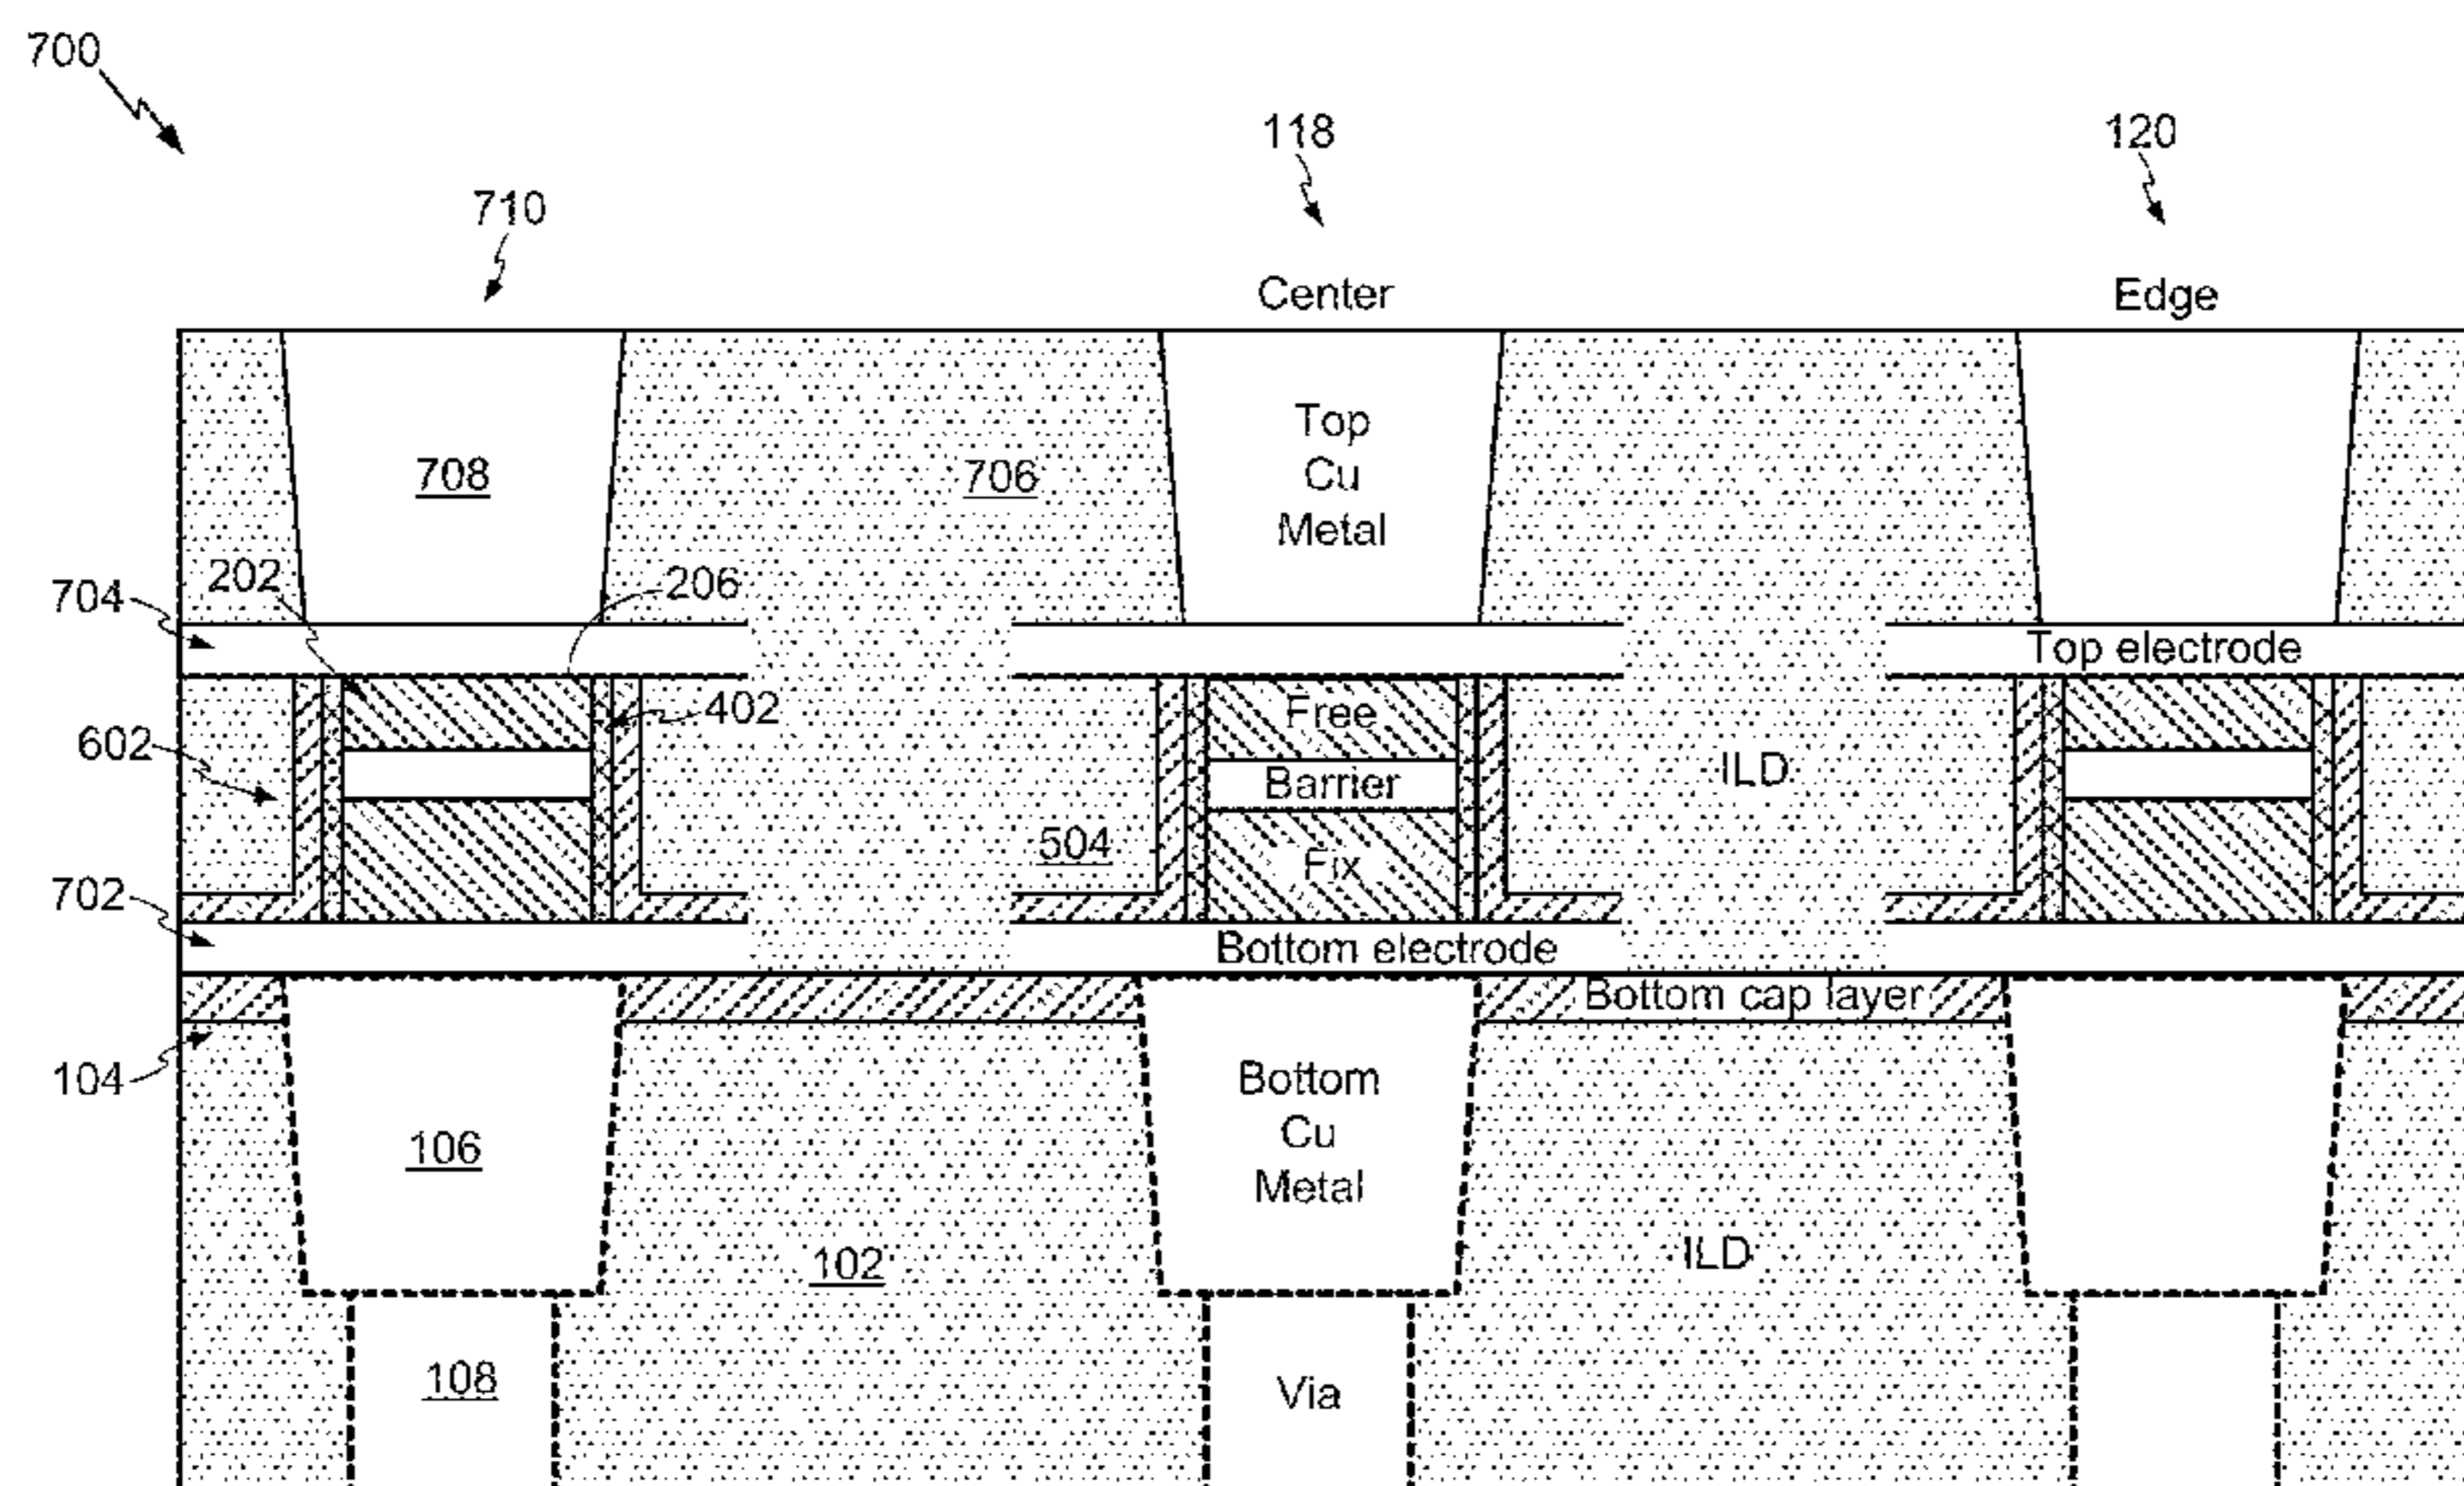 700
118
120
710
Center
Edge
Top
Cu
Metal
708
706
202
206
704
Top electrode
402
Free
602
Barrier
ILD
504
Fix
702
Bottom electrode
Bottom cap layer
104
Bottom
Cu
Metal
106
102
ILD
108
Via